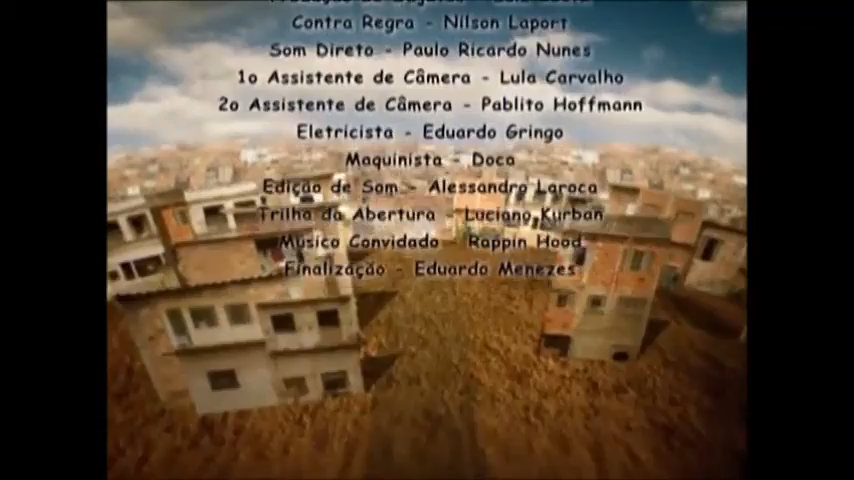 Contra Regra - Nilson Laport
Som Direto - Paulo Ricardo Nunes
1o Assistente de Câmera - Lula Carvalho
2o Assistente de Câmera - Pablito Hoffmann
Eletricista - Eduardo Gringo
Maquinista - Doca
Edição de Som - Alessandro Laroca
Trilha da Abertura - Luciano Kurban
Músico Convidado - Rappin Hood
Finalização - Eduardo Menezes